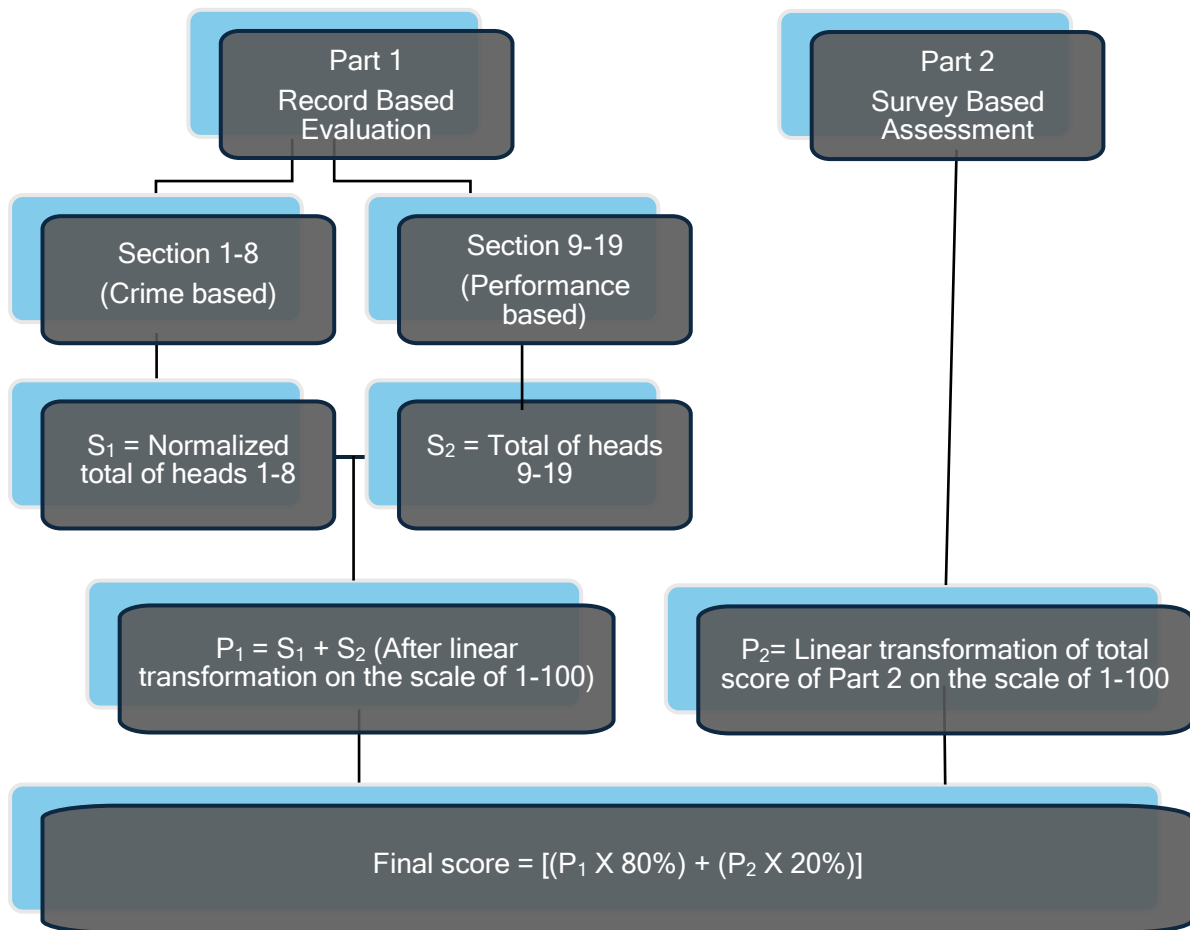 Part 1
Record Based
Evaluation
Part 2
Survey Based
Assessment
Section 1-8
(Crime based)
Section 9-19
(Performance
based)
S₁ = Normalized
total of heads 1-8
S₂ = Total of heads
9-19
P₁ = S₁ + S₂ (After linear
transformation on the scale of 1-100)
P₂= Linear transformation of total
score of Part 2 on the scale of 1-100
Final score = [(P₁ X 80%) + (P₂ X 20%)]